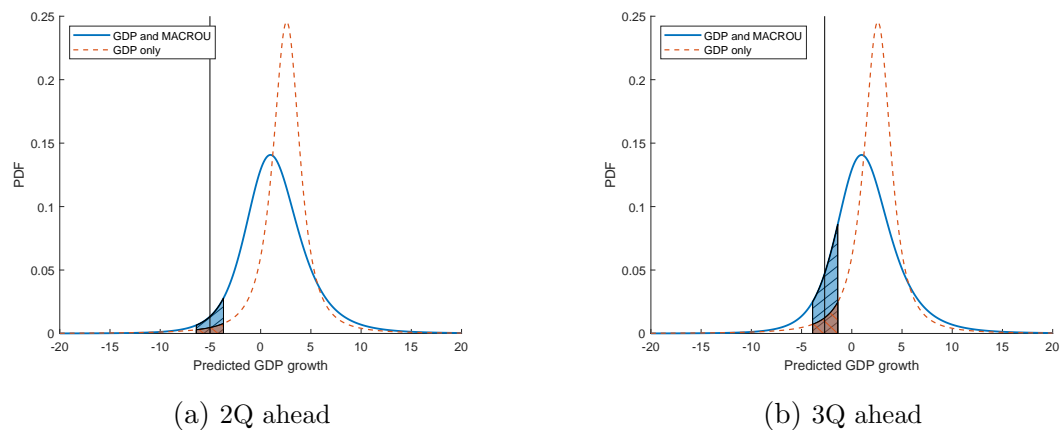 0.25
GDP and MACROU
GDP only
0.2
0.15
PDF
0.1
0.05
0
-20 -15 -10 -5 0 5 10 15 20
Predicted GDP growth
(a) 2Q ahead
0.25
GDP and MACROU
GDP only
0.2
0.15
PDF
0.1
0.05
0
-20 -15 -10 -5 0 5 10 15 20
Predicted GDP growth
(b) 3Q ahead